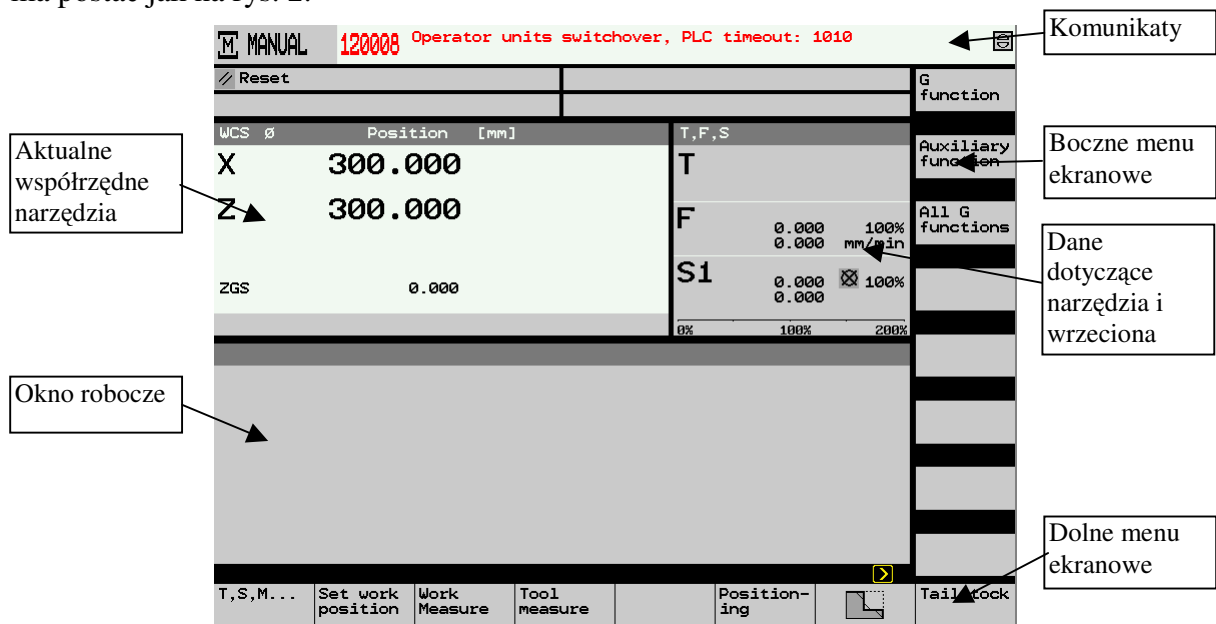 ma postać jak na rys. 2.
Komunikaty
M MANUAL 120008 Operator units switchover, PLC timeout: 1010
// Reset
G
function
WCS Ø Position [mm]
T,F,S
Aktualne
współrzędne
narzędzia
X 300.000
T
Auxiliary
function
Boczne menu
ekranowe
Z 300.000
F 0.000 100%
0.000 mm/min
All G
functions
Dane
dotyczące
narzędzia i
wrzeciona
ZGS 0.000
S1 0.000 100%
0.000
0% 100% 200%
Okno robocze
Dolne menu
ekranowe
T,S,M...
Set work
position
Work
Measure
Tool
measure
Position-
ing
Tailstock